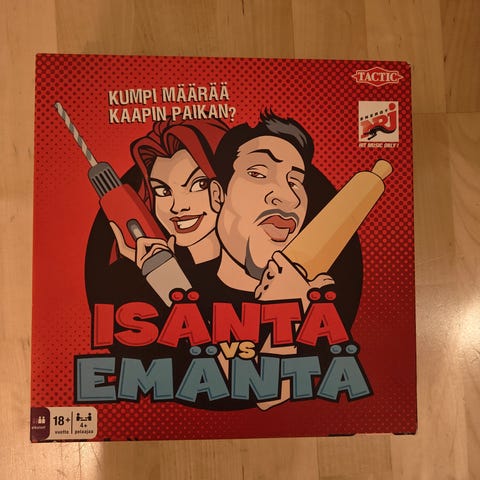 KUMPI MÄÄRÄÄ
KAAPIN PAIKAN?
TACTIC
NRJ
HIT MUSIC ONLY!
ISÄNTÄ
VS
EMÄNTÄ
18+
vuotta
4+
pelaajaa